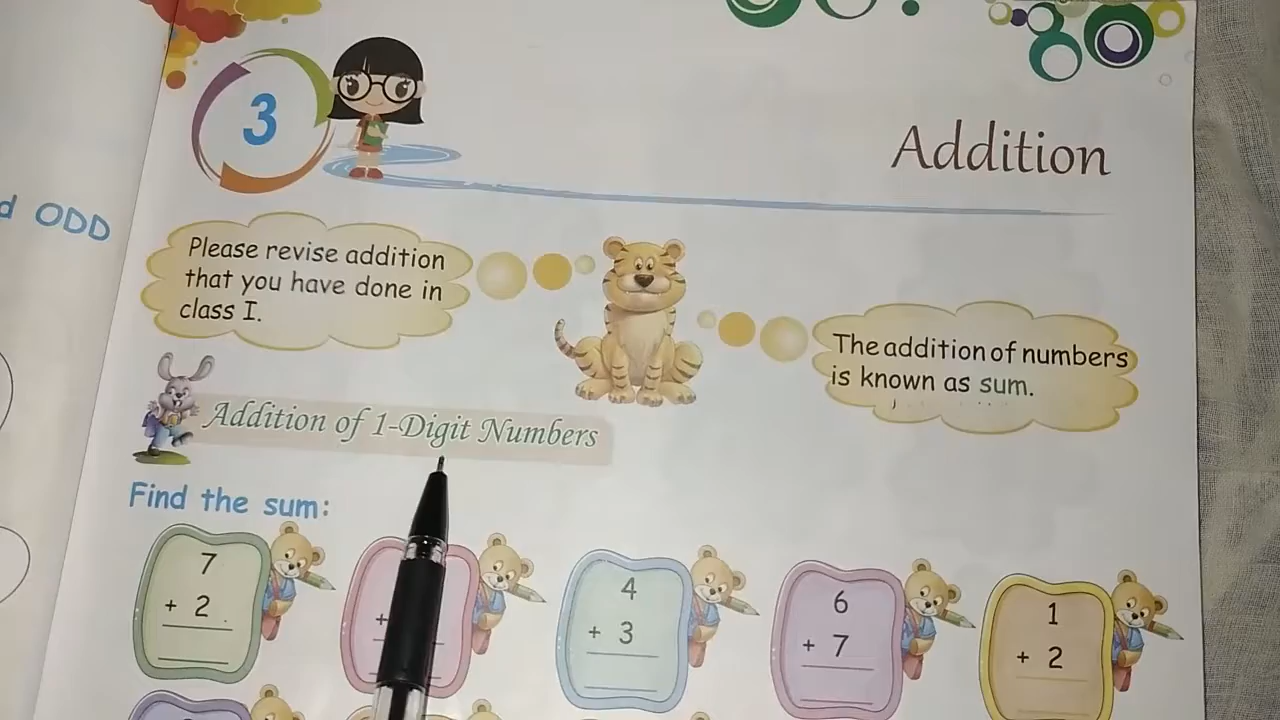 3
Addition
d ODD
Please revise addition
that you have done in
class I.
The addition of numbers
is known as sum.
Addition of 1-Digit Numbers
Find the sum:
7
+ 2
+
4
+ 3
6
+ 7
1
+ 2